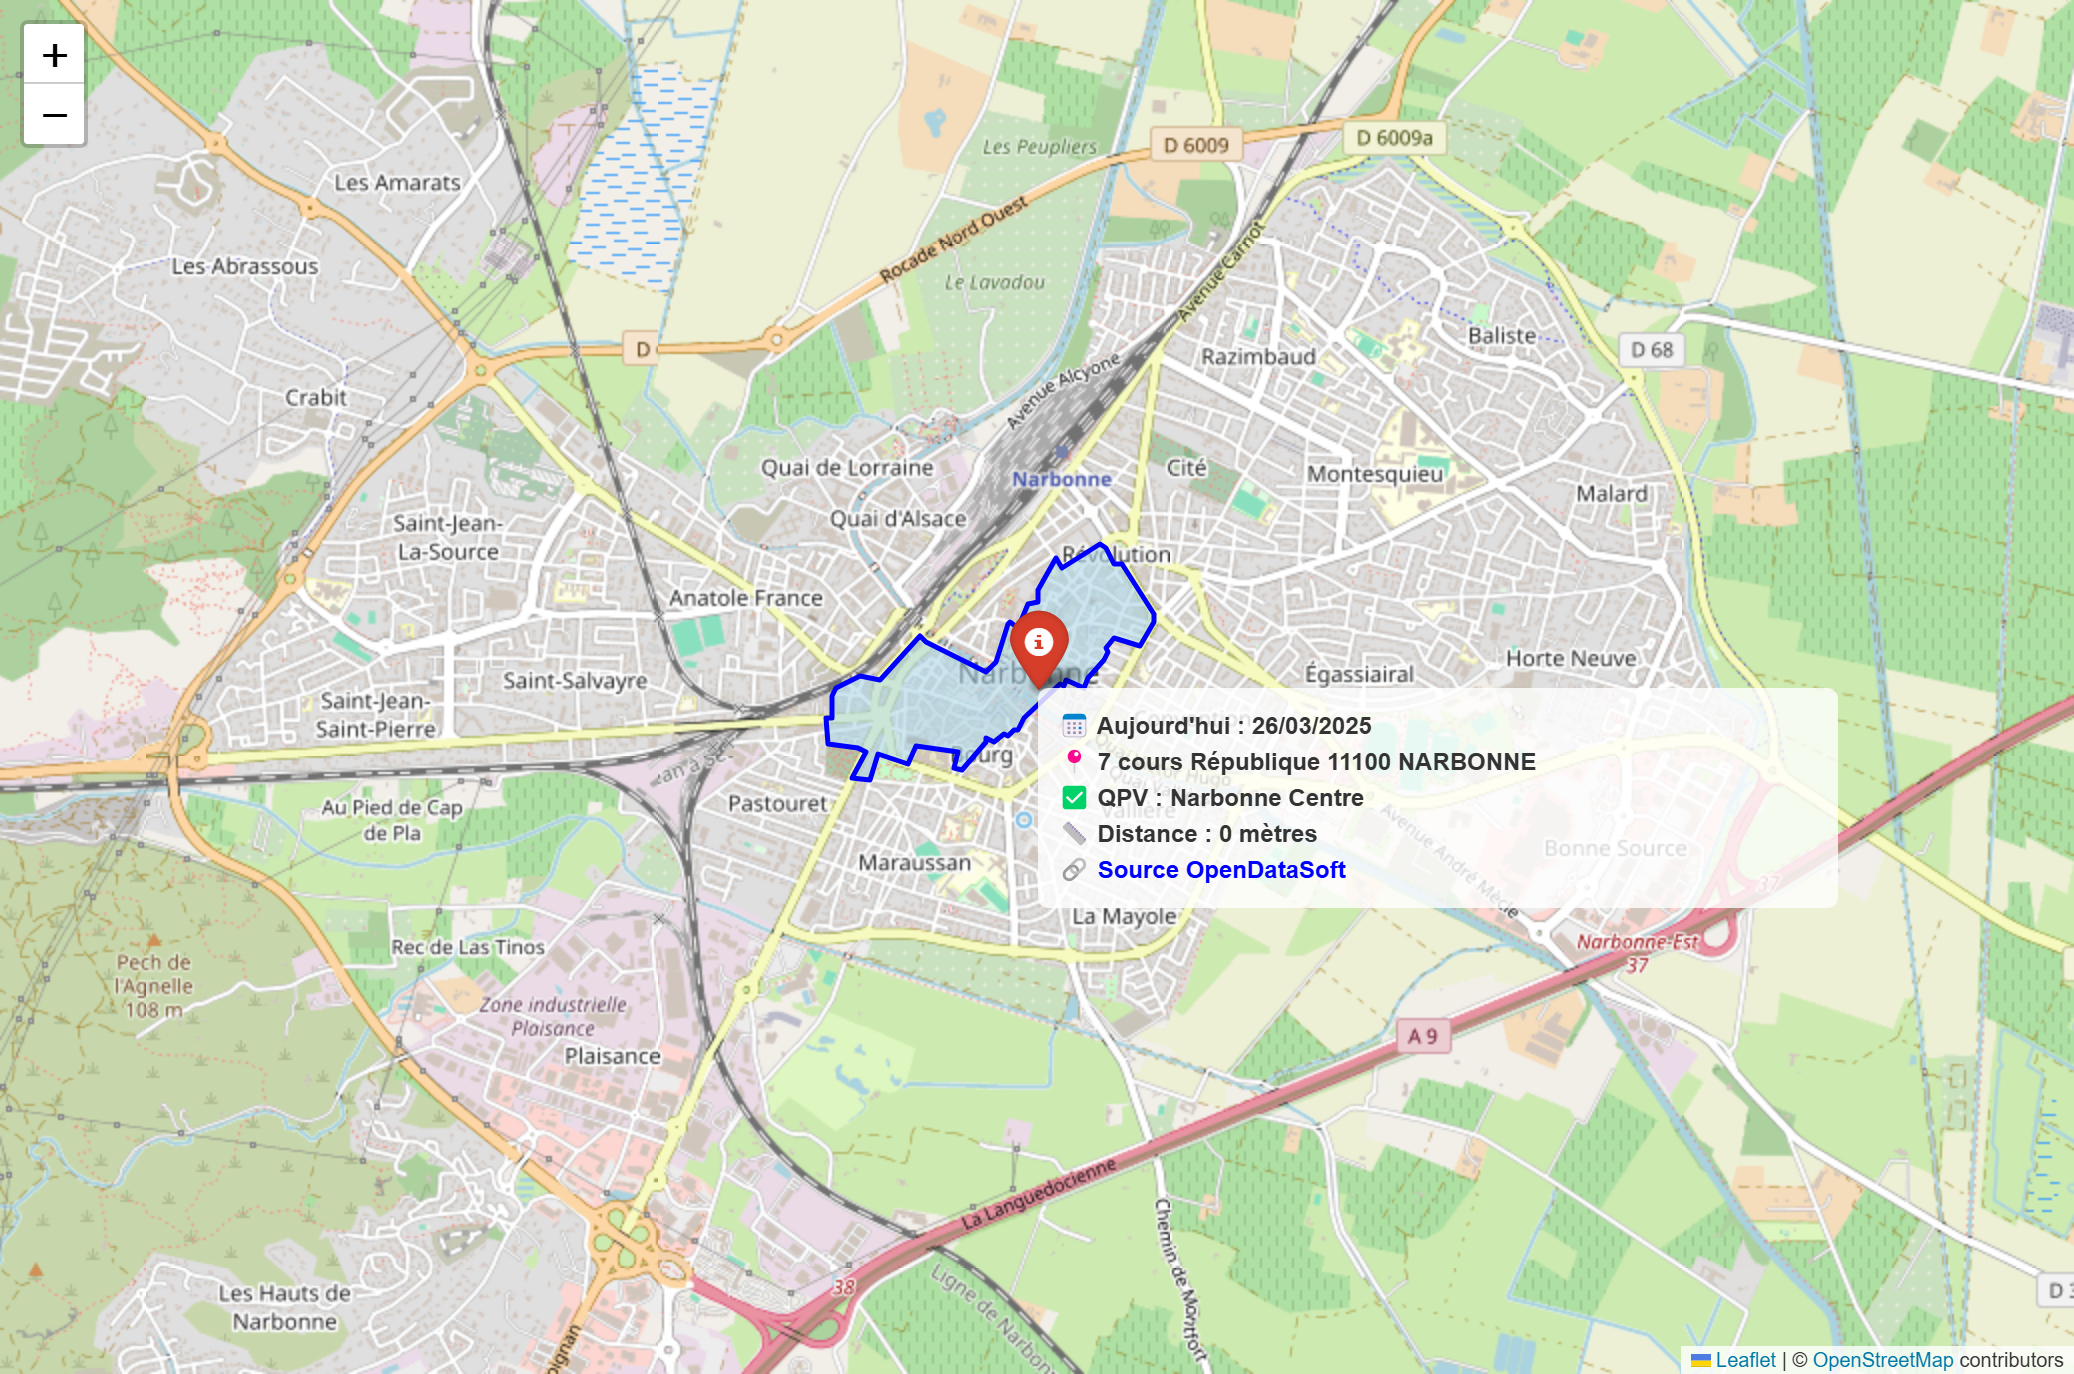 +
−
Les Amarats
Les Peupliers
D 6009
D 6009a
Rocade Nord Ouest
Les Abrassous
Le Lavadou
Avenue Carnot
D
Baliste
D 68
Razimbaud
Avenue Alcyone
Crabit
Quai de Lorraine
Cité
Narbonne
Montesquieu
Malard
Quai d'Alsace
Saint-Jean-
La-Source
Révolution
Anatole France
Saint-Salvayre
Narbonne
Égassiairal
Horte Neuve
Saint-Jean-
Saint-Pierre
Bourg
Aujourd'hui : 26/03/2025
7 cours République 11100 NARBONNE
QPV : Narbonne Centre
Distance : 0 mètres
Source OpenDataSoft
Au Pied de Cap
de Pla
Pastouret
Maraussan
Avenue André Mècle
Bonne Source
37
La Mayole
Rec de Las Tinos
Narbonne-Est
37
Pech de
l'Agnelle
108 m
Zone industrielle
Plaisance
Plaisance
A 9
La Languedocienne
Chemin de Montfort
38
Ligne de Narbonn
Les Hauts de
Narbonne
D 3
Leaflet | © OpenStreetMap contributors